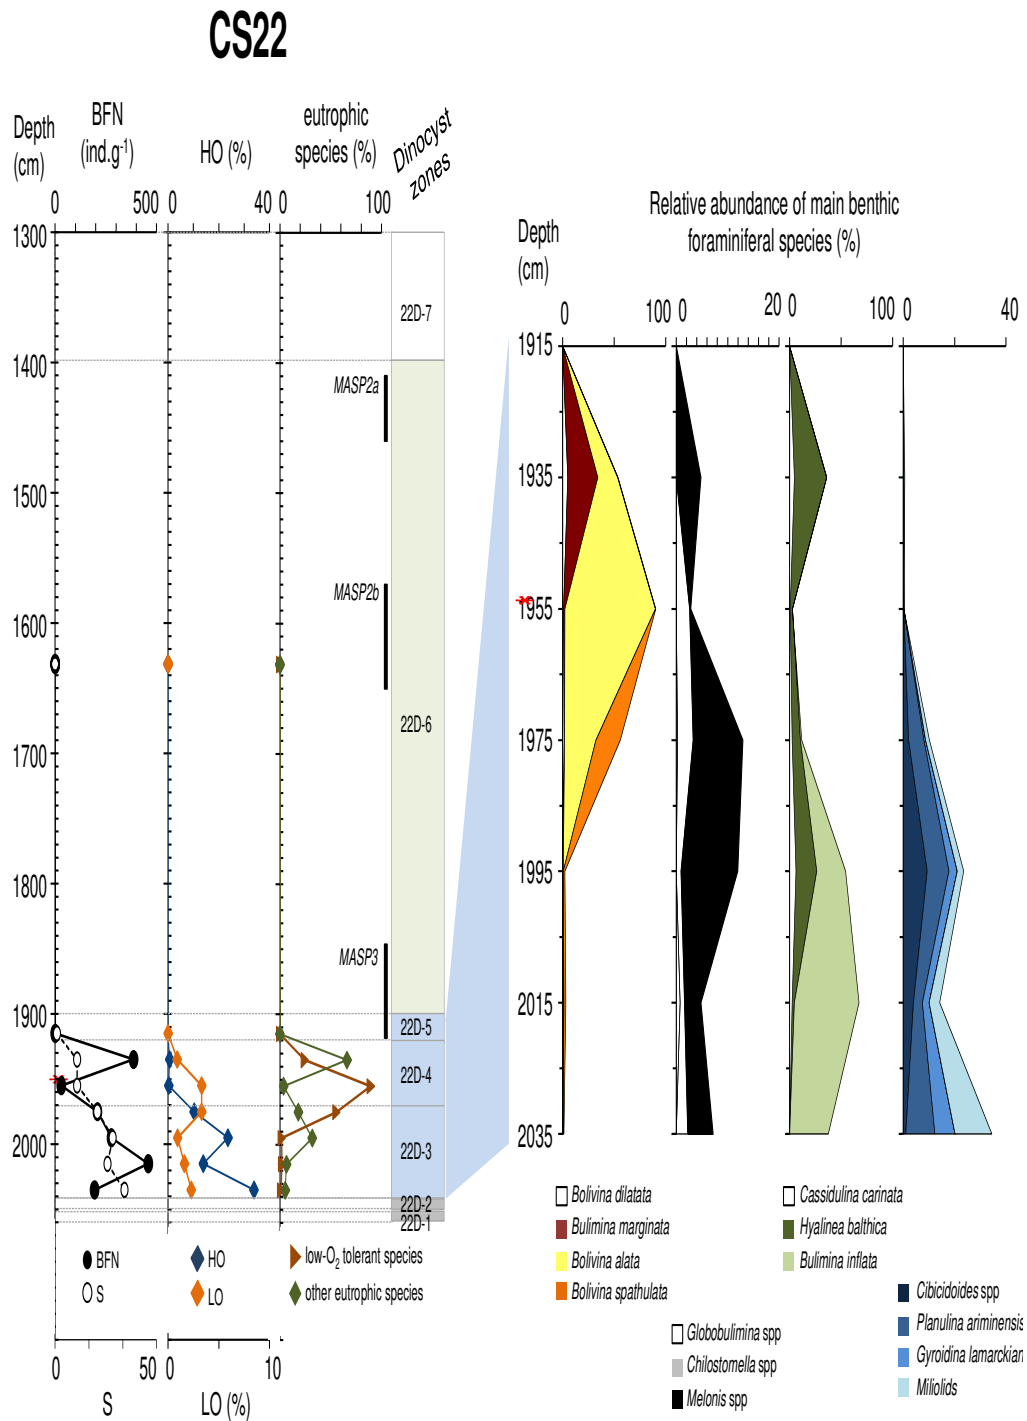 CS22
Depth
(cm)
BFN
(ind.g-1)
HO (%)
eutrophic
species (%)
Dinocyst
zones
0 500 0 40 0 100
1300
1400
1500
1600
1700
1800
1900
2000
MASP2a
MASP2b
MASP3
22D-7
22D-6
22D-5
22D-4
22D-3
22D-2
22D-1
BFN
S
HO
LO
low-O2 tolerant species
other eutrophic species
0 50 0 10
S
LO (%)
Relative abundance of main benthic
foraminiferal species (%)
Depth
(cm)
0 100 0 20 0 100 0 40
1915
1935
1955
1975
1995
2015
2035
Bolivina dilatata
Bulimina marginata
Bolivina alata
Bolivina spathulata
Globobulimina spp
Chilostomella spp
Melonis spp
Cassidulina carinata
Hyalinea balthica
Bulimina inflata
Cibicidoides spp
Planulina ariminensis
Gyroidina lamarckian
Miliolids